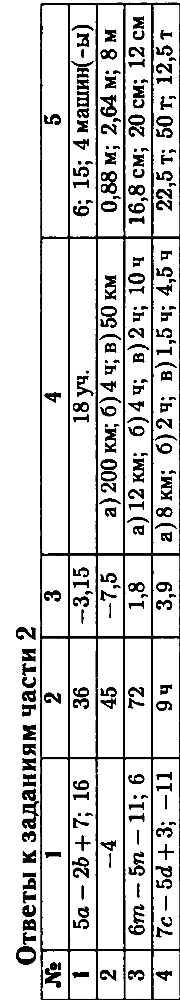 Ответы к заданиям части 2
№ 1 2 3 4 5
1 5a − 2b + 7; 16 36 −3,15 18 уч. 6; 15; 4 машин(-ы)
2 −4 45 −7,5 а) 200 км; б) 4 ч; в) 50 км 0,88 м; 2,64 м; 8 м
3 6m − 5n − 11; 6 72 1,8 а) 12 км; б) 4 ч; в) 2 ч; 10 ч 16,8 см; 20 см; 12 см
4 7c − 5d + 3; −11 9 ч 3,9 а) 8 км; б) 2 ч; в) 1,5 ч; 4,5 ч 22,5 т; 50 т; 12,5 т